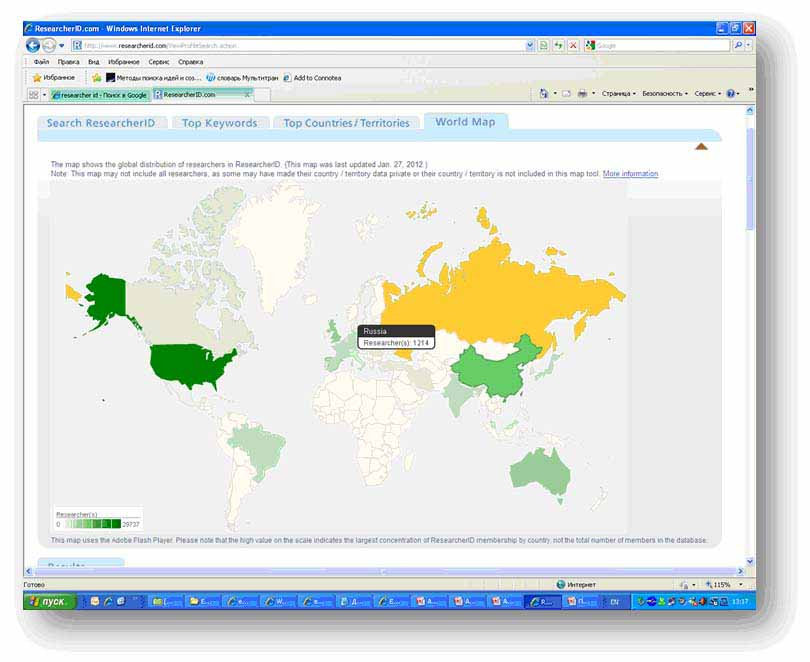 ResearcherID.com - Windows Internet Explorer
http://www.researcherid.com/ViewProfileSearch.action
Google
Файл Правка Вид Избранное Сервис Справка
Избранное Методы поиска идей и соз... словарь Мультитран Add to Connotea
researcher id - Поиск в Google ResearcherID.com
Страница Безопасность Сервис
Search ResearcherID Top Keywords Top Countries/Territories World Map
The map shows the global distribution of researchers in ResearcherID. (This map was last updated Jan. 27, 2012.)
Note: This map may not include all researchers, as some may have made their country / territory data private or their country / territory is not included in this map tool. More information
Russia
Researcher(s): 1214
Researcher(s)
0 29737
This map uses the Adobe Flash Player. Please note that the high value on the scale indicates the largest concentration of ResearcherID membership by country, not the total number of members in the database.
Results
Готово Интернет 115%
пуск EN 13:17